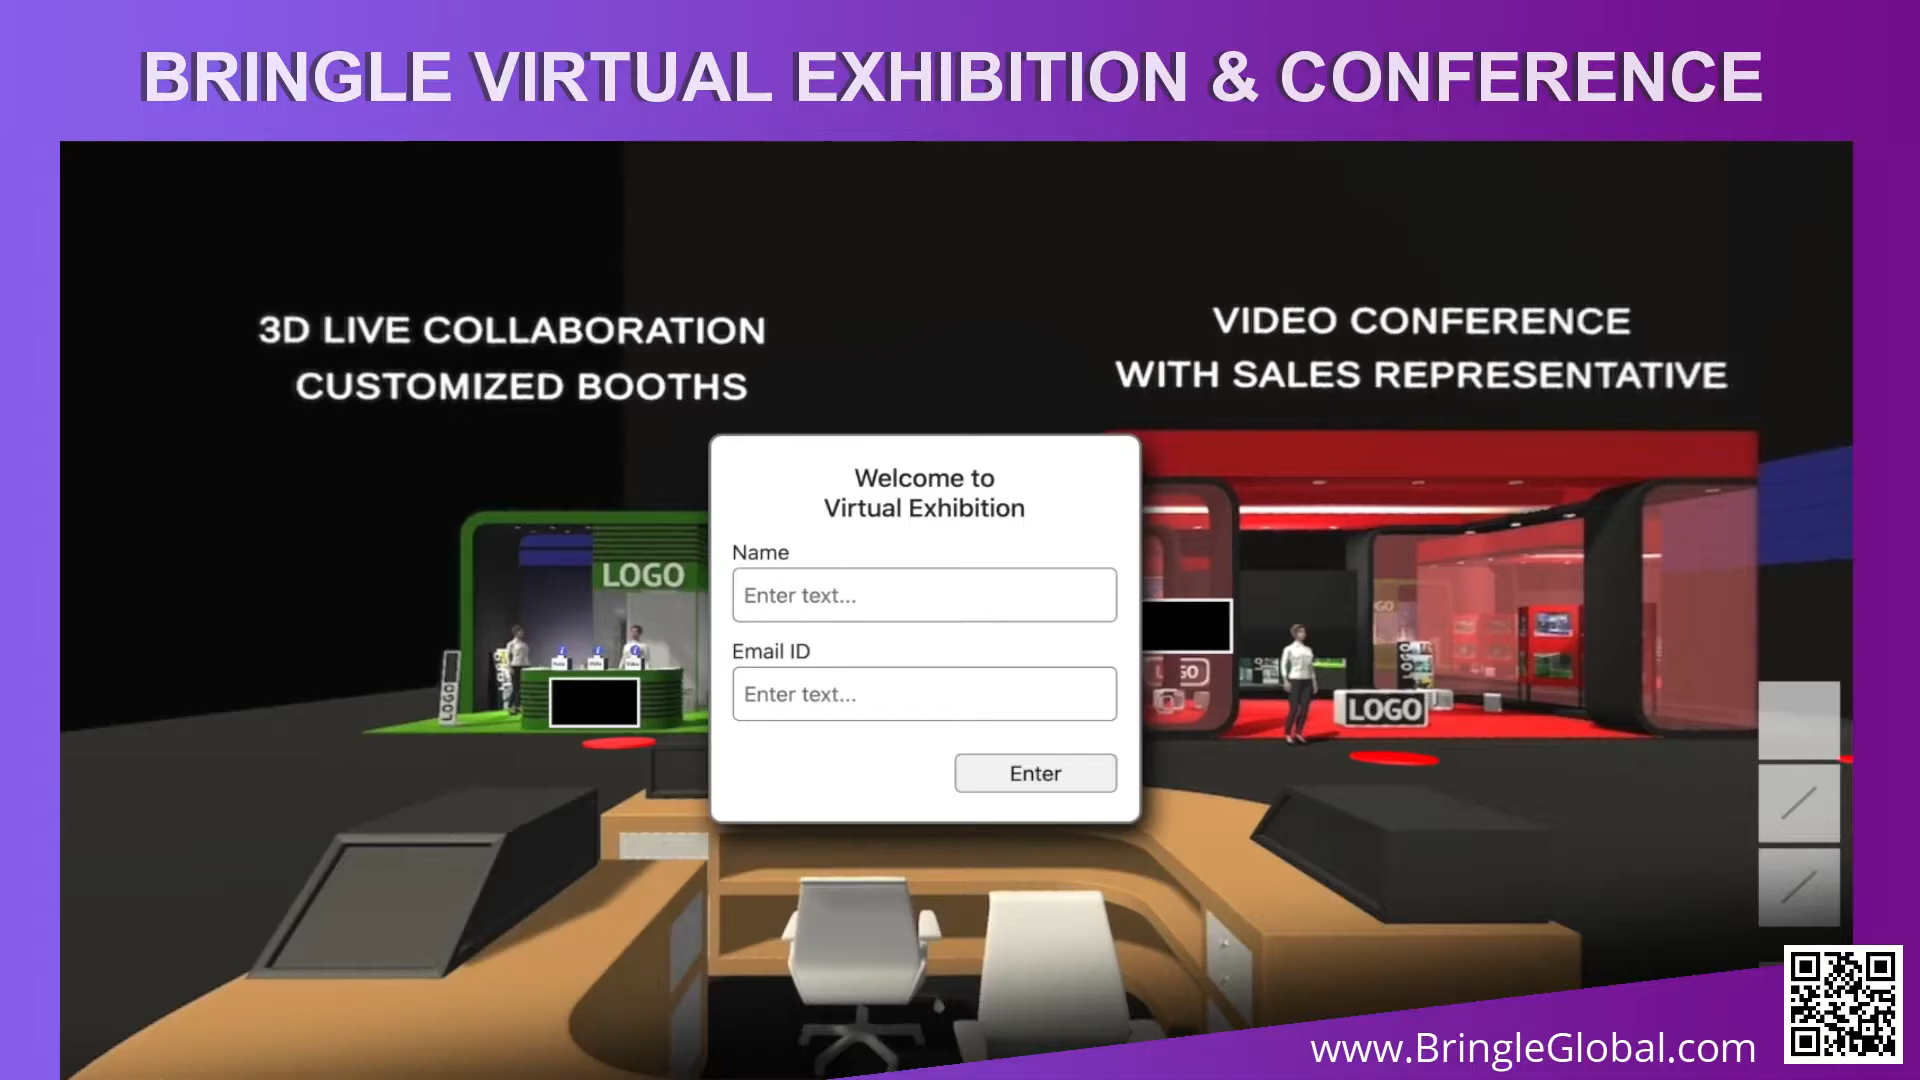 BRINGLE VIRTUAL EXHIBITION & CONFERENCE
3D LIVE COLLABORATION
CUSTOMIZED BOOTHS
VIDEO CONFERENCE
WITH SALES REPRESENTATIVE
Welcome to
Virtual Exhibition
Name
Enter text...
Email ID
Enter text...
Enter
LOGO
LOGO
LOGO
www.BringleGlobal.com